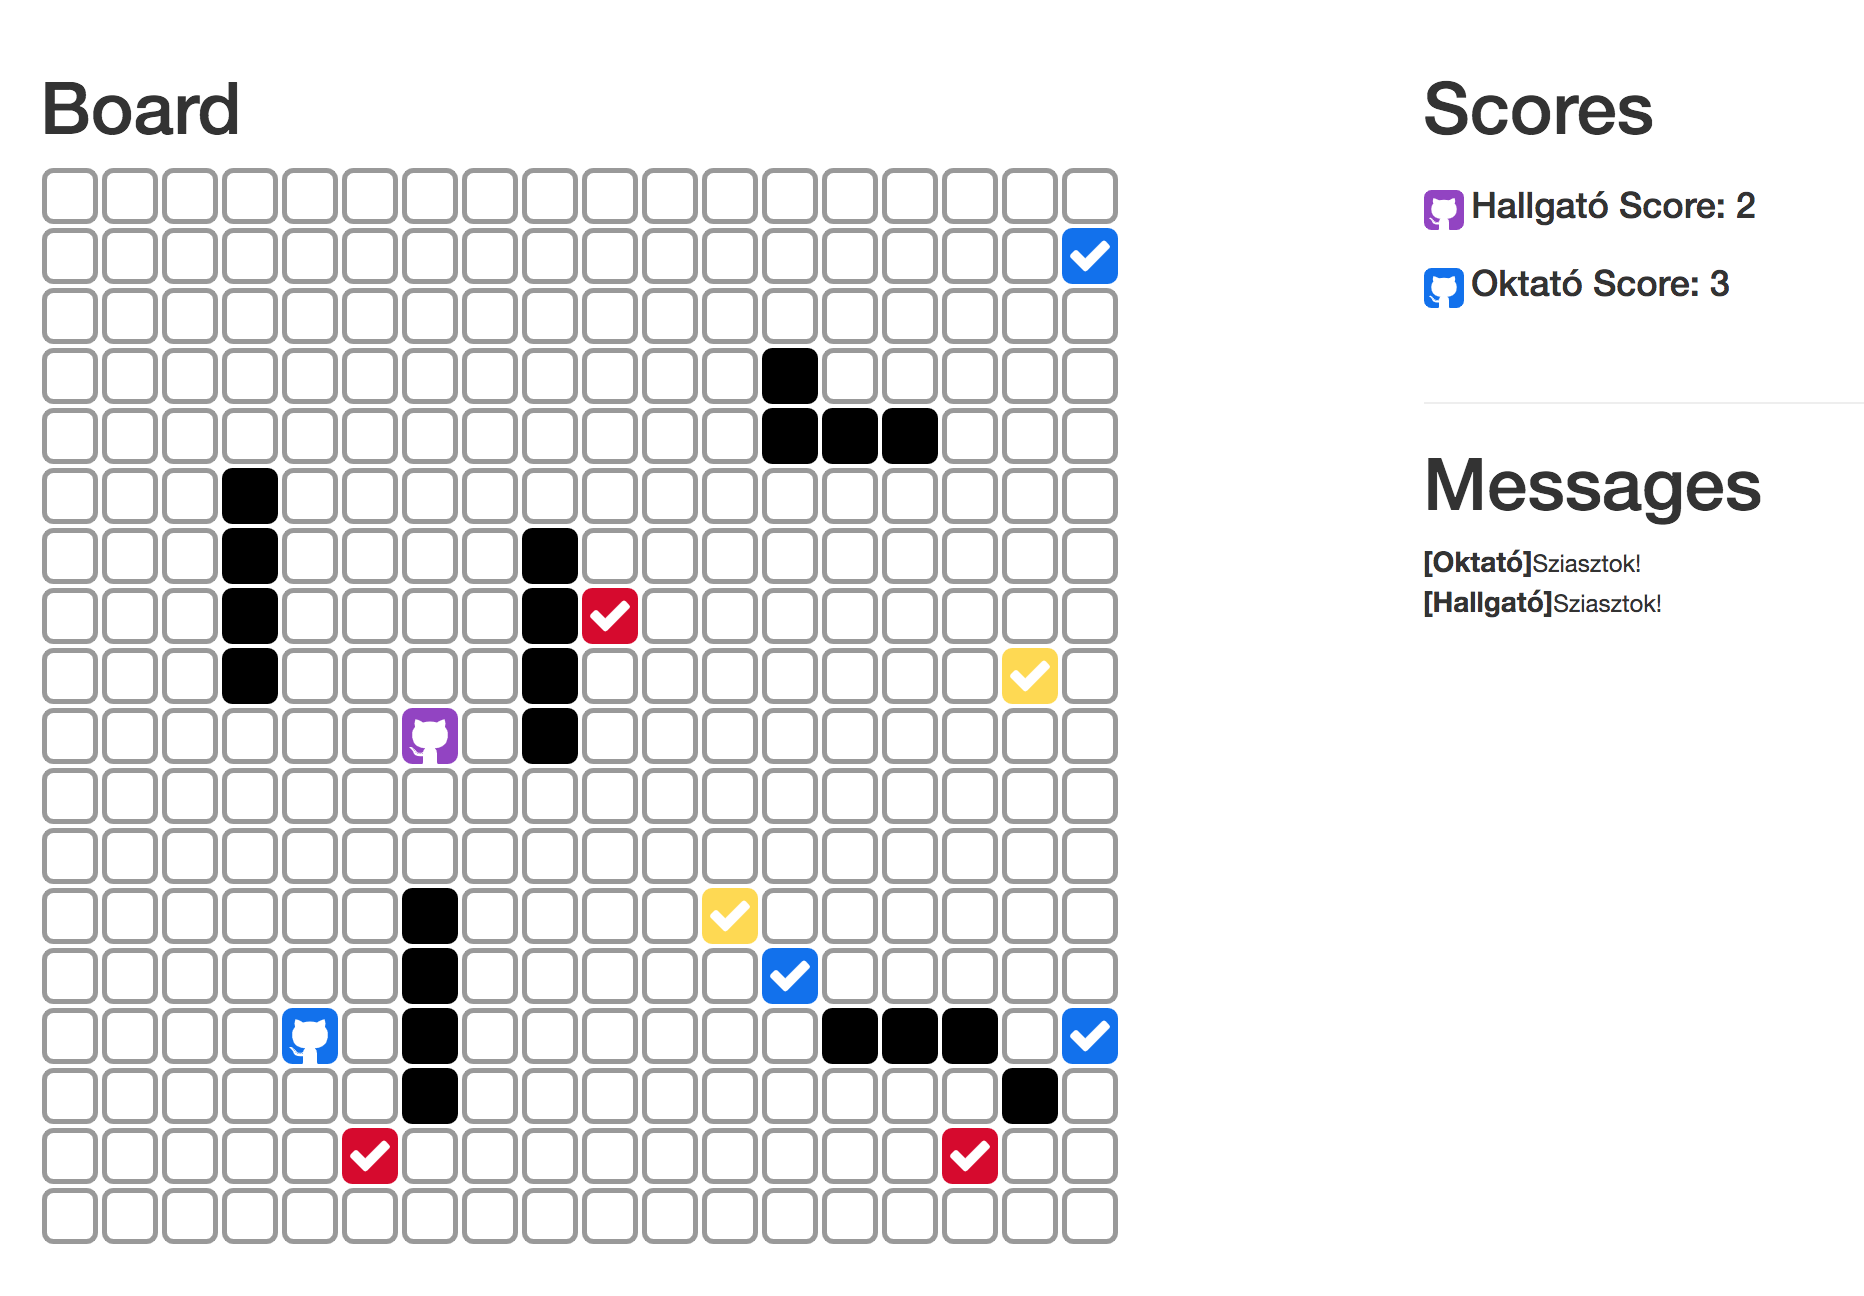 Board
Scores
Hallgató Score: 2
Oktató Score: 3
Messages
[Oktató]Sziasztok!
[Hallgató]Sziasztok!